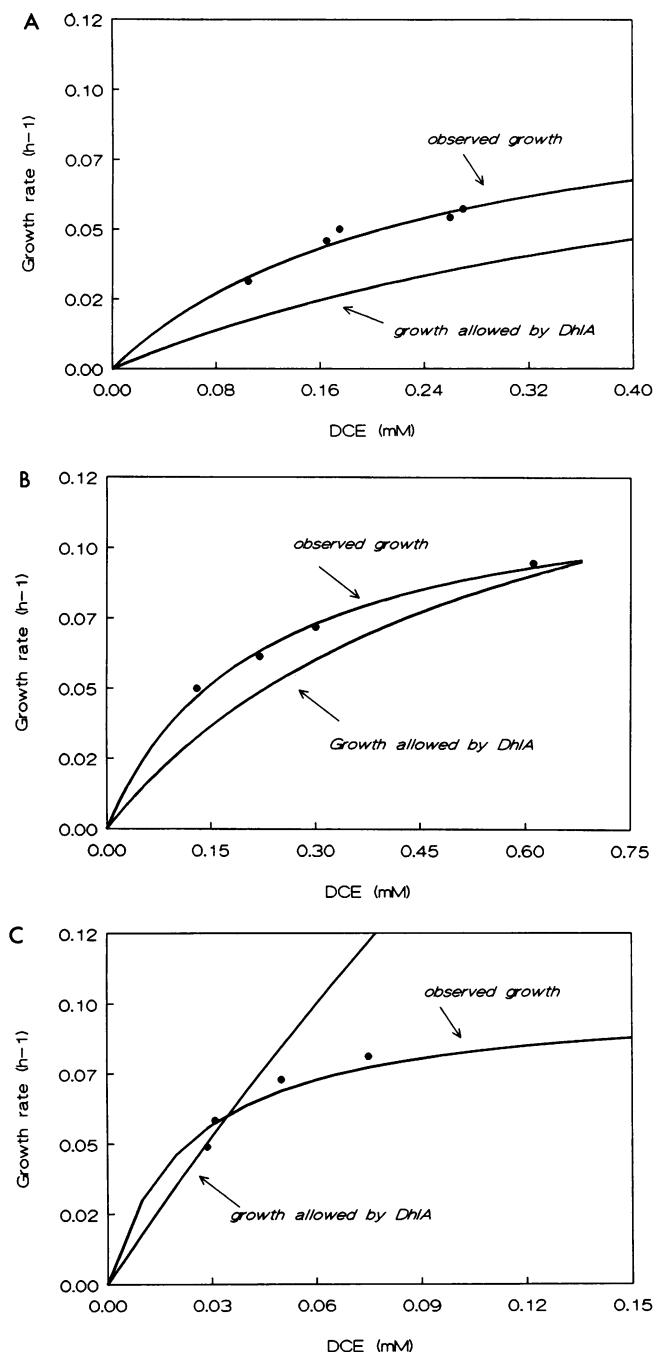 A
0.12
0.10
0.07
0.05
0.02
0.00
Growth rate (h-1)
observed growth
growth allowed by DhlA
0.00 0.08 0.16 0.24 0.32 0.40
DCE (mM)
B
0.12
0.10
0.07
0.05
0.02
0.00
Growth rate (h-1)
observed growth
Growth allowed by DhlA
0.00 0.15 0.30 0.45 0.60 0.75
DCE (mM)
C
0.12
0.10
0.07
0.05
0.02
0.00
Growth rate (h-1)
observed growth
growth allowed by DhlA
0.00 0.03 0.06 0.09 0.12 0.15
DCE (mM)